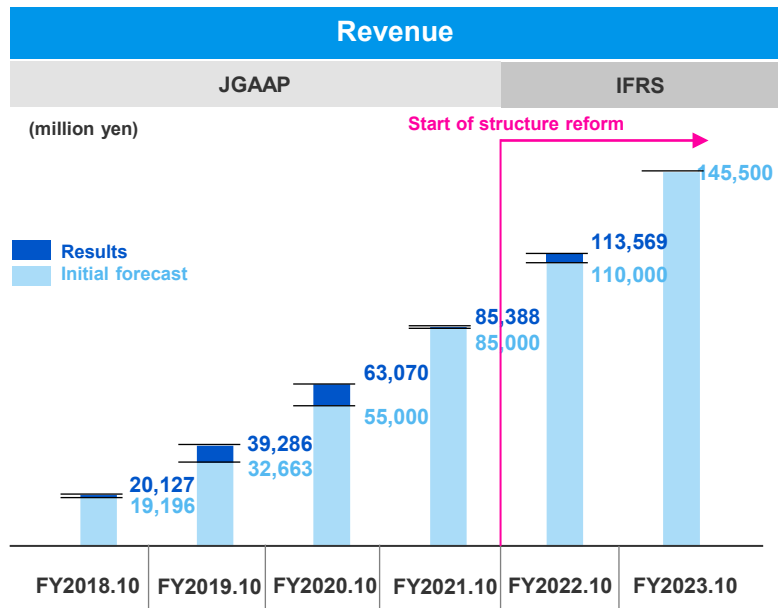 Revenue
JGAAP
IFRS
(million yen)
Start of structure reform
145,500
Results
Initial forecast
113,569
110,000
85,388
85,000
63,070
55,000
39,286
32,663
20,127
19,196
FY2018.10
FY2019.10
FY2020.10
FY2021.10
FY2022.10
FY2023.10